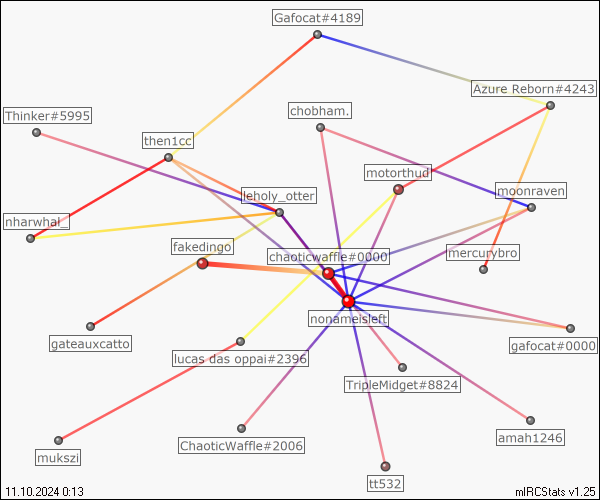 Gafocat#4189
Azure Reborn#4243
Thinker#5995
chobham.
then1cc
motorthud
moonraven
leholy_otter
nharwhal_
fakedingo
chaoticwaffle#0000
mercurybro
nonameisleft
gateauxcatto
gafocat#0000
lucas das oppai#2396
TripleMidget#8824
amah1246
ChaoticWaffle#2006
mukszi
tt532
11.10.2024 0:13
mIRCStats v1.25